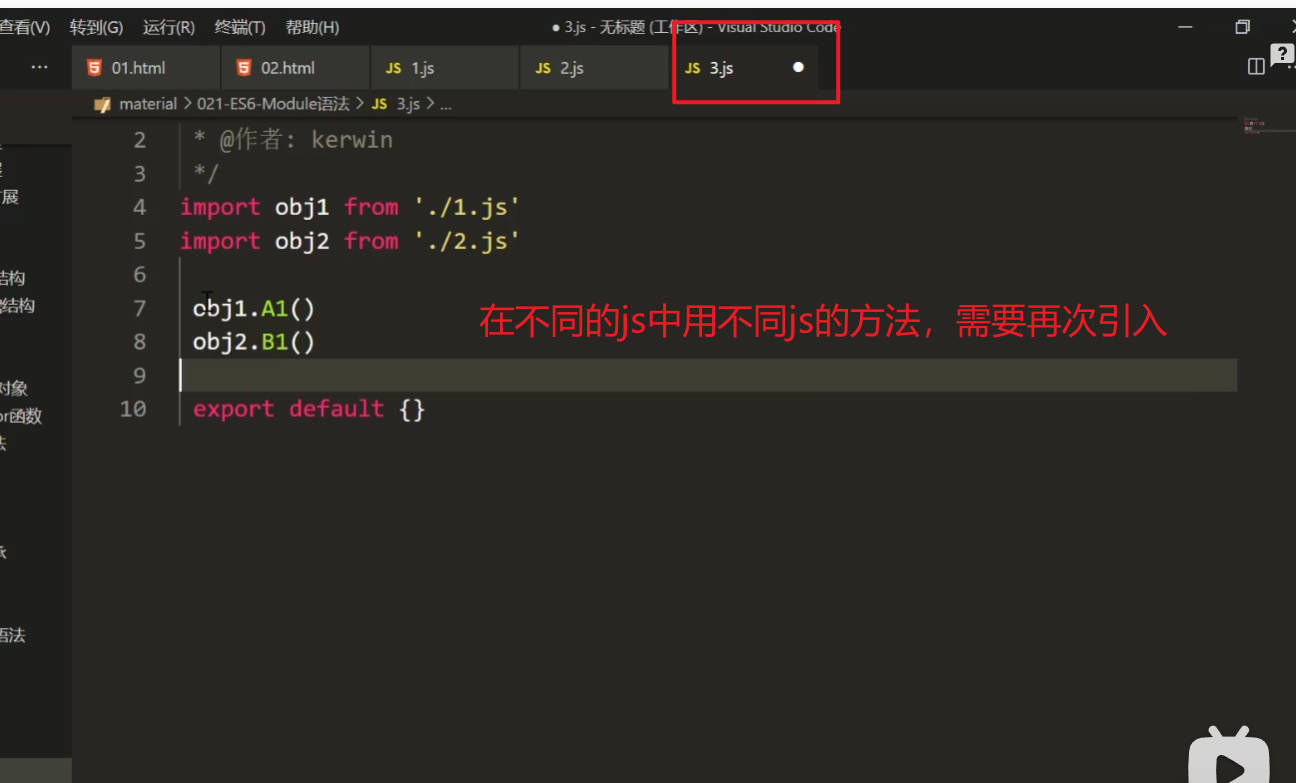 查看(V) 转到(G) 运行(R) 终端(T) 帮助(H) ● 3.js - 无标题 (工作区) - Visual Studio Code
… 01.html 02.html JS 1.js JS 2.js JS 3.js ●
material > 021-ES6-Module语法 > JS 3.js > ...
2 * @作者: kerwin
3 */
展
4 import obj1 from './1.js'
5 import obj2 from './2.js'
6
结构
7 obj1.A1()
结构
在不同的js中用不同js的方法，需要再次引入
8 obj2.B1()
9
对象
10 export default {}
or函数
法
语法